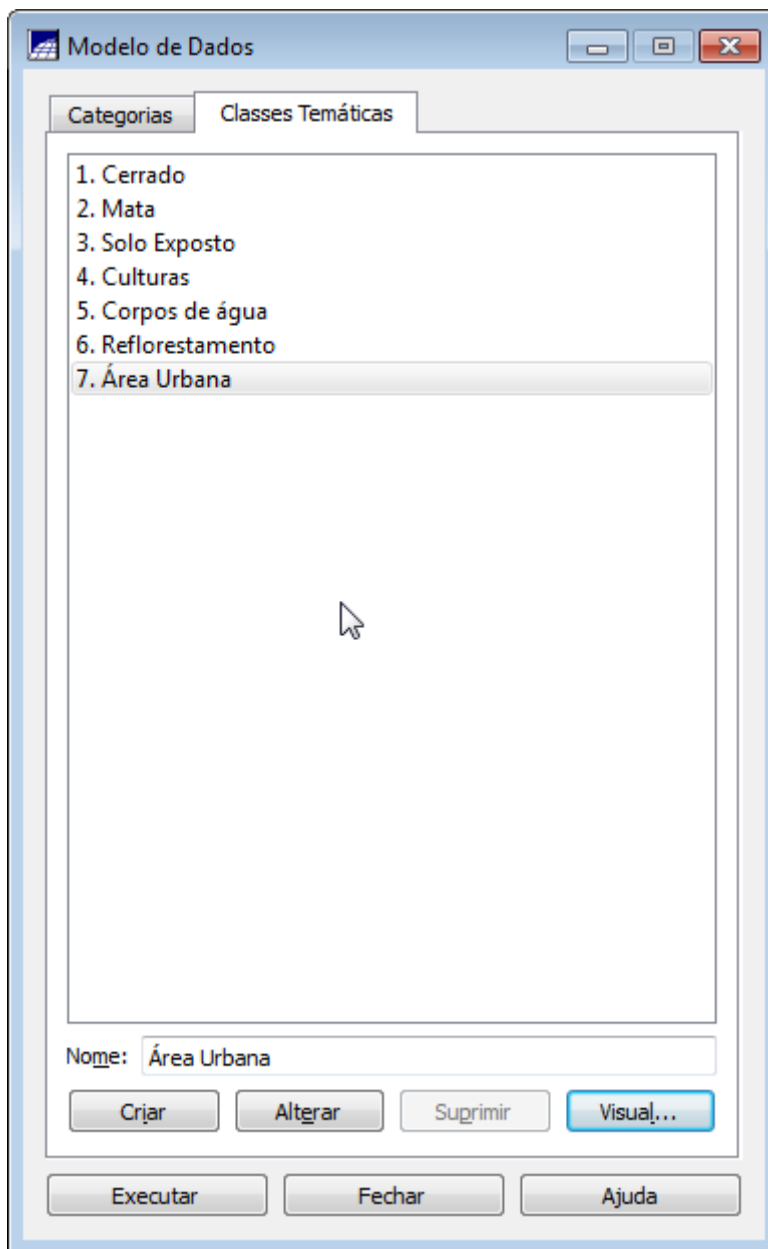 Modelo de Dados
Categorias Classes Temáticas
1. Cerrado
2. Mata
3. Solo Exposto
4. Culturas
5. Corpos de água
6. Reflorestamento
7. Área Urbana
Nome: Área Urbana
Criar Alterar Suprimir Visual...
Executar Fechar Ajuda